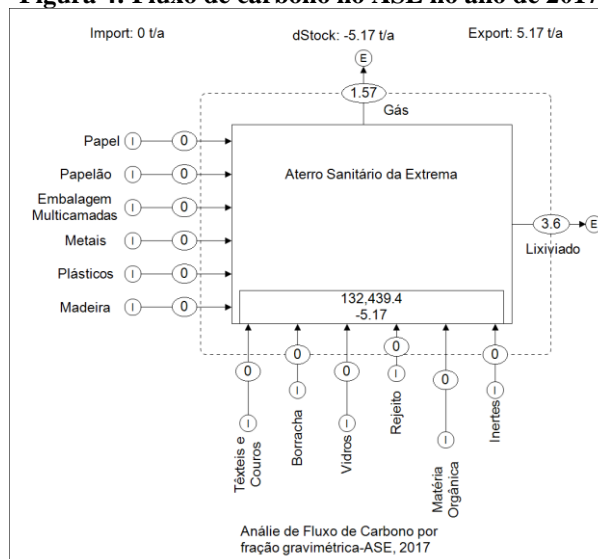 Figura 4. Fluxo de carbono no ASE no ano de 2017
Import: 0 t/a
dStock: -5.17 t/a
Export: 5.17 t/a
E
1.57
Gás
Papel I 0
Papelão I 0
Embalagem
Multicamadas I 0
Metais I 0
Plásticos I 0
Madeira I 0
Aterro Sanitário da Extrema
3.6 E
Lixiviado
132,439.4
-5.17
0 0 0 0 0 0
I I I I I I
Têxteis e
Couros
Borracha
Vidros
Rejeito
Matéria
Orgânica
Inertes
Análie de Fluxo de Carbono por
fração gravimétrica-ASE, 2017